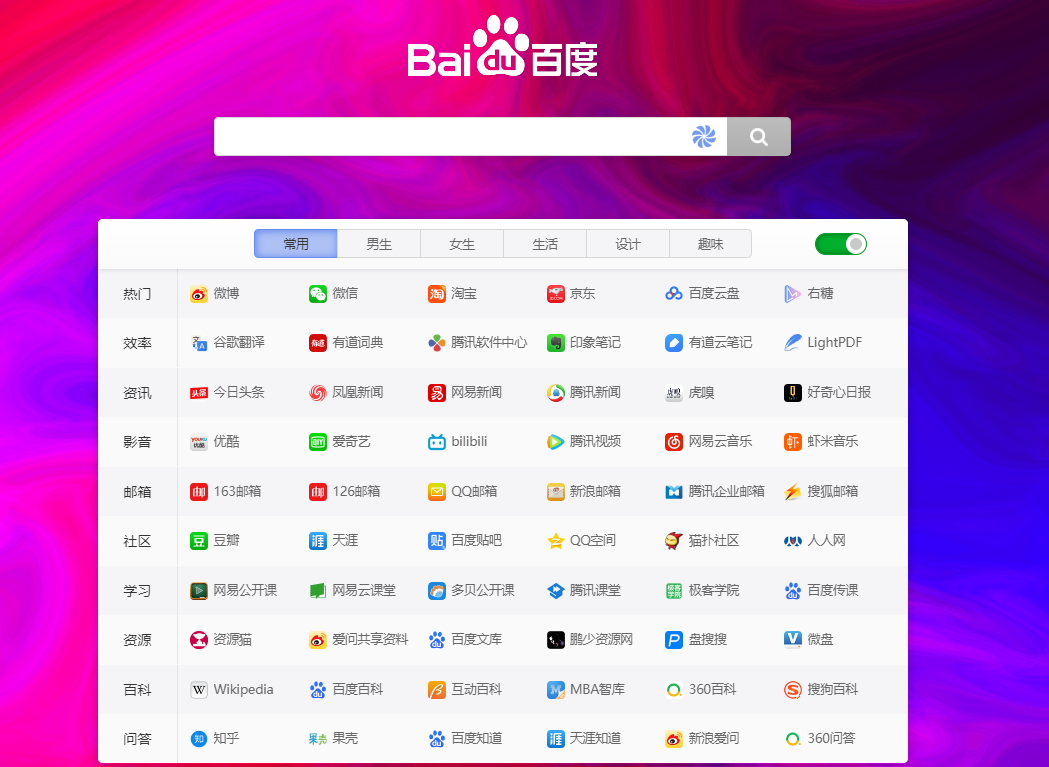 Baidu百度
常用 男生 女生 生活 设计 趣味
热门 微博 微信 淘宝 京东 百度云盘 右糖
效率 谷歌翻译 有道词典 腾讯软件中心 印象笔记 有道云笔记 LightPDF
资讯 今日头条 凤凰新闻 网易新闻 腾讯新闻 虎嗅 好奇心日报
影音 优酷 爱奇艺 bilibili 腾讯视频 网易云音乐 虾米音乐
邮箱 163邮箱 126邮箱 QQ邮箱 新浪邮箱 腾讯企业邮箱 搜狐邮箱
社区 豆瓣 天涯 百度贴吧 QQ空间 猫扑社区 人人网
学习 网易公开课 网易云课堂 多贝公开课 腾讯课堂 极客学院 百度传课
资源 资源猫 爱问共享资料 百度文库 鹏少资源网 盘搜搜 微盘
百科 Wikipedia 百度百科 互动百科 MBA智库 360百科 搜狗百科
问答 知乎 果壳 百度知道 天涯知道 新浪爱问 360问答